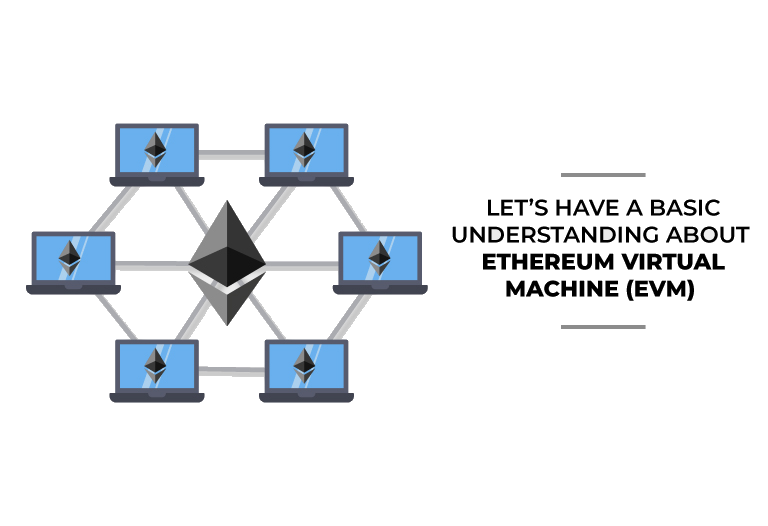 LET’S HAVE A BASIC
UNDERSTANDING ABOUT
ETHEREUM VIRTUAL
MACHINE (EVM)